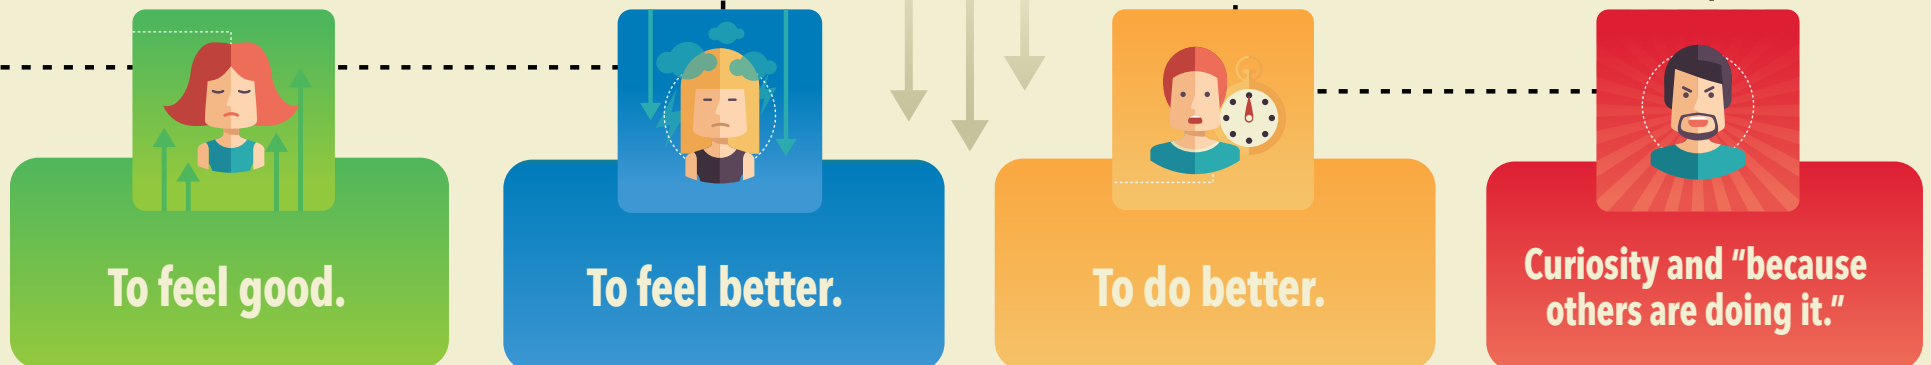 To feel good.
To feel better.
To do better.
Curiosity and “because
others are doing it.”